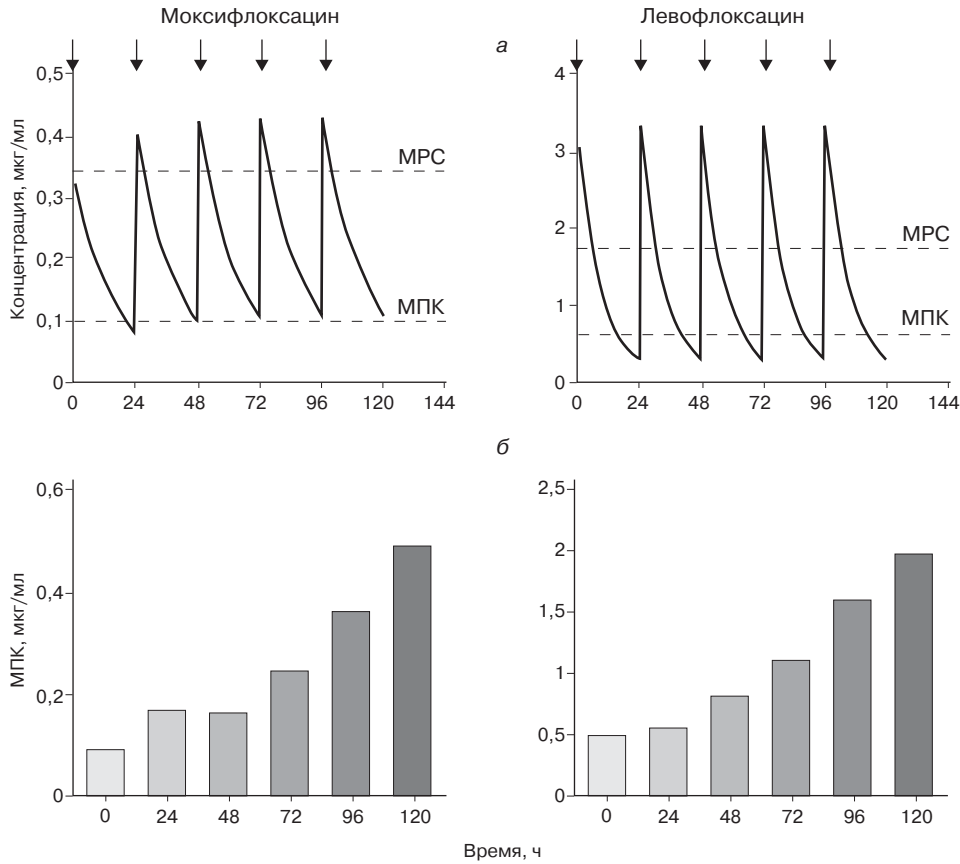 Моксифлоксацин
Левофлоксацин
а
Концентрация, мкг/мл
0,5
0,4
0,3
0,2
0,1
0
МРС
МПК
0 24 48 72 96 120 144
4
3
2
1
0
МРС
МПК
0 24 48 72 96 120 144
б
МПК, мкг/мл
0,6
0,4
0,2
0
0 24 48 72 96 120
2,5
2
1,5
1
0,5
0
0 24 48 72 96 120
Время, ч